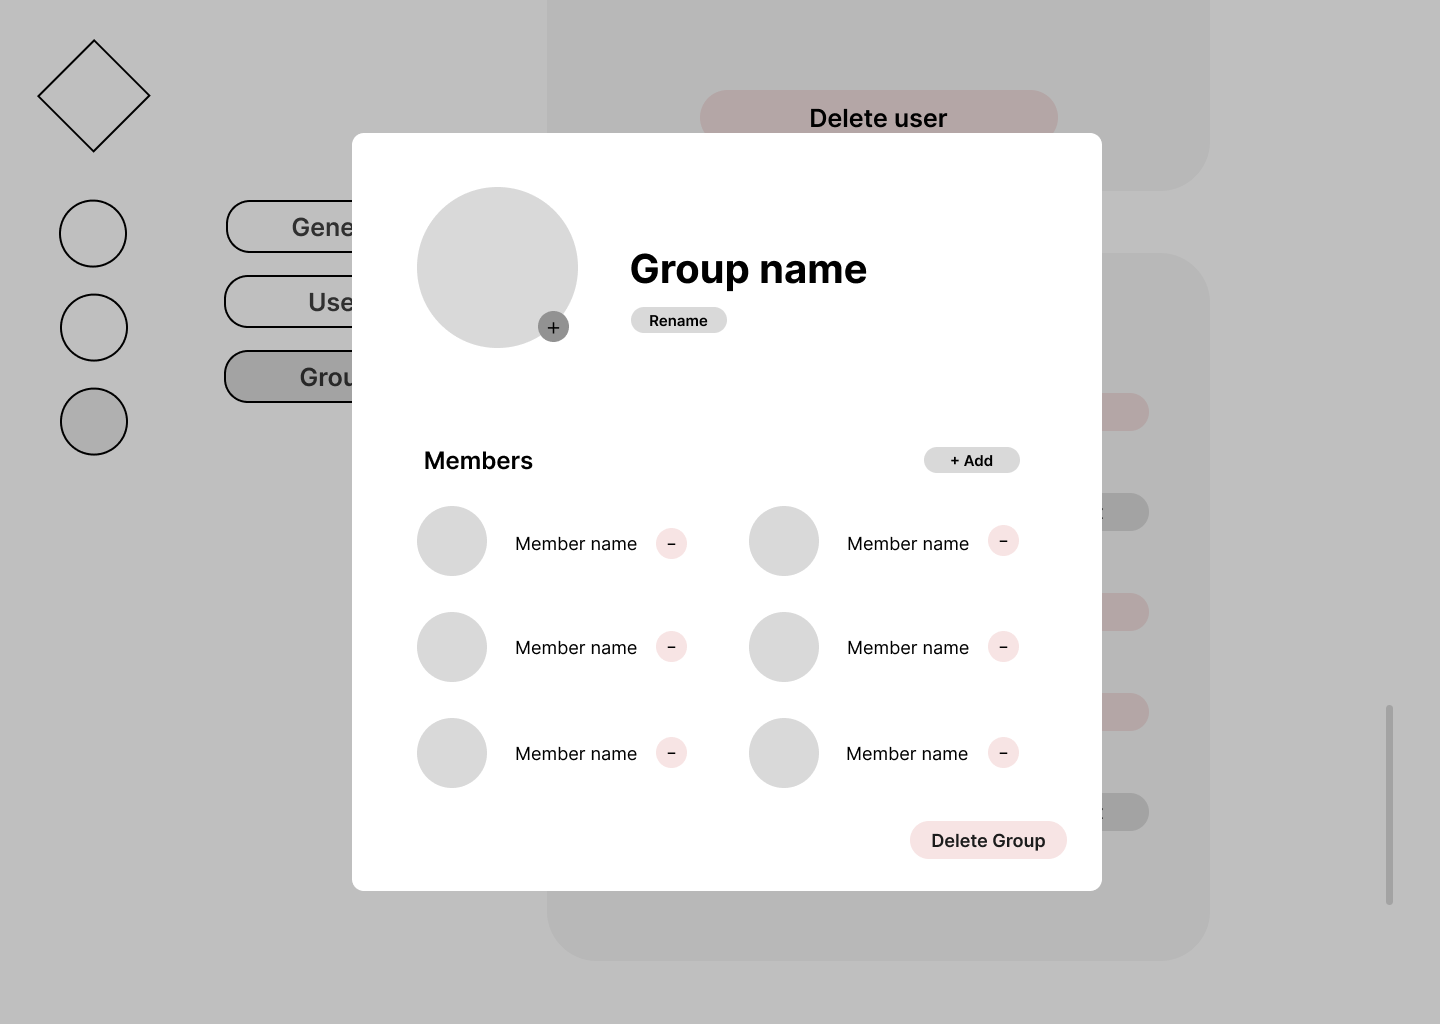 Delete user
Gene
Use
Grou
+
Group name
Rename
Members
+ Add
Member name -
Member name -
Member name -
Member name -
Member name -
Member name -
Delete Group